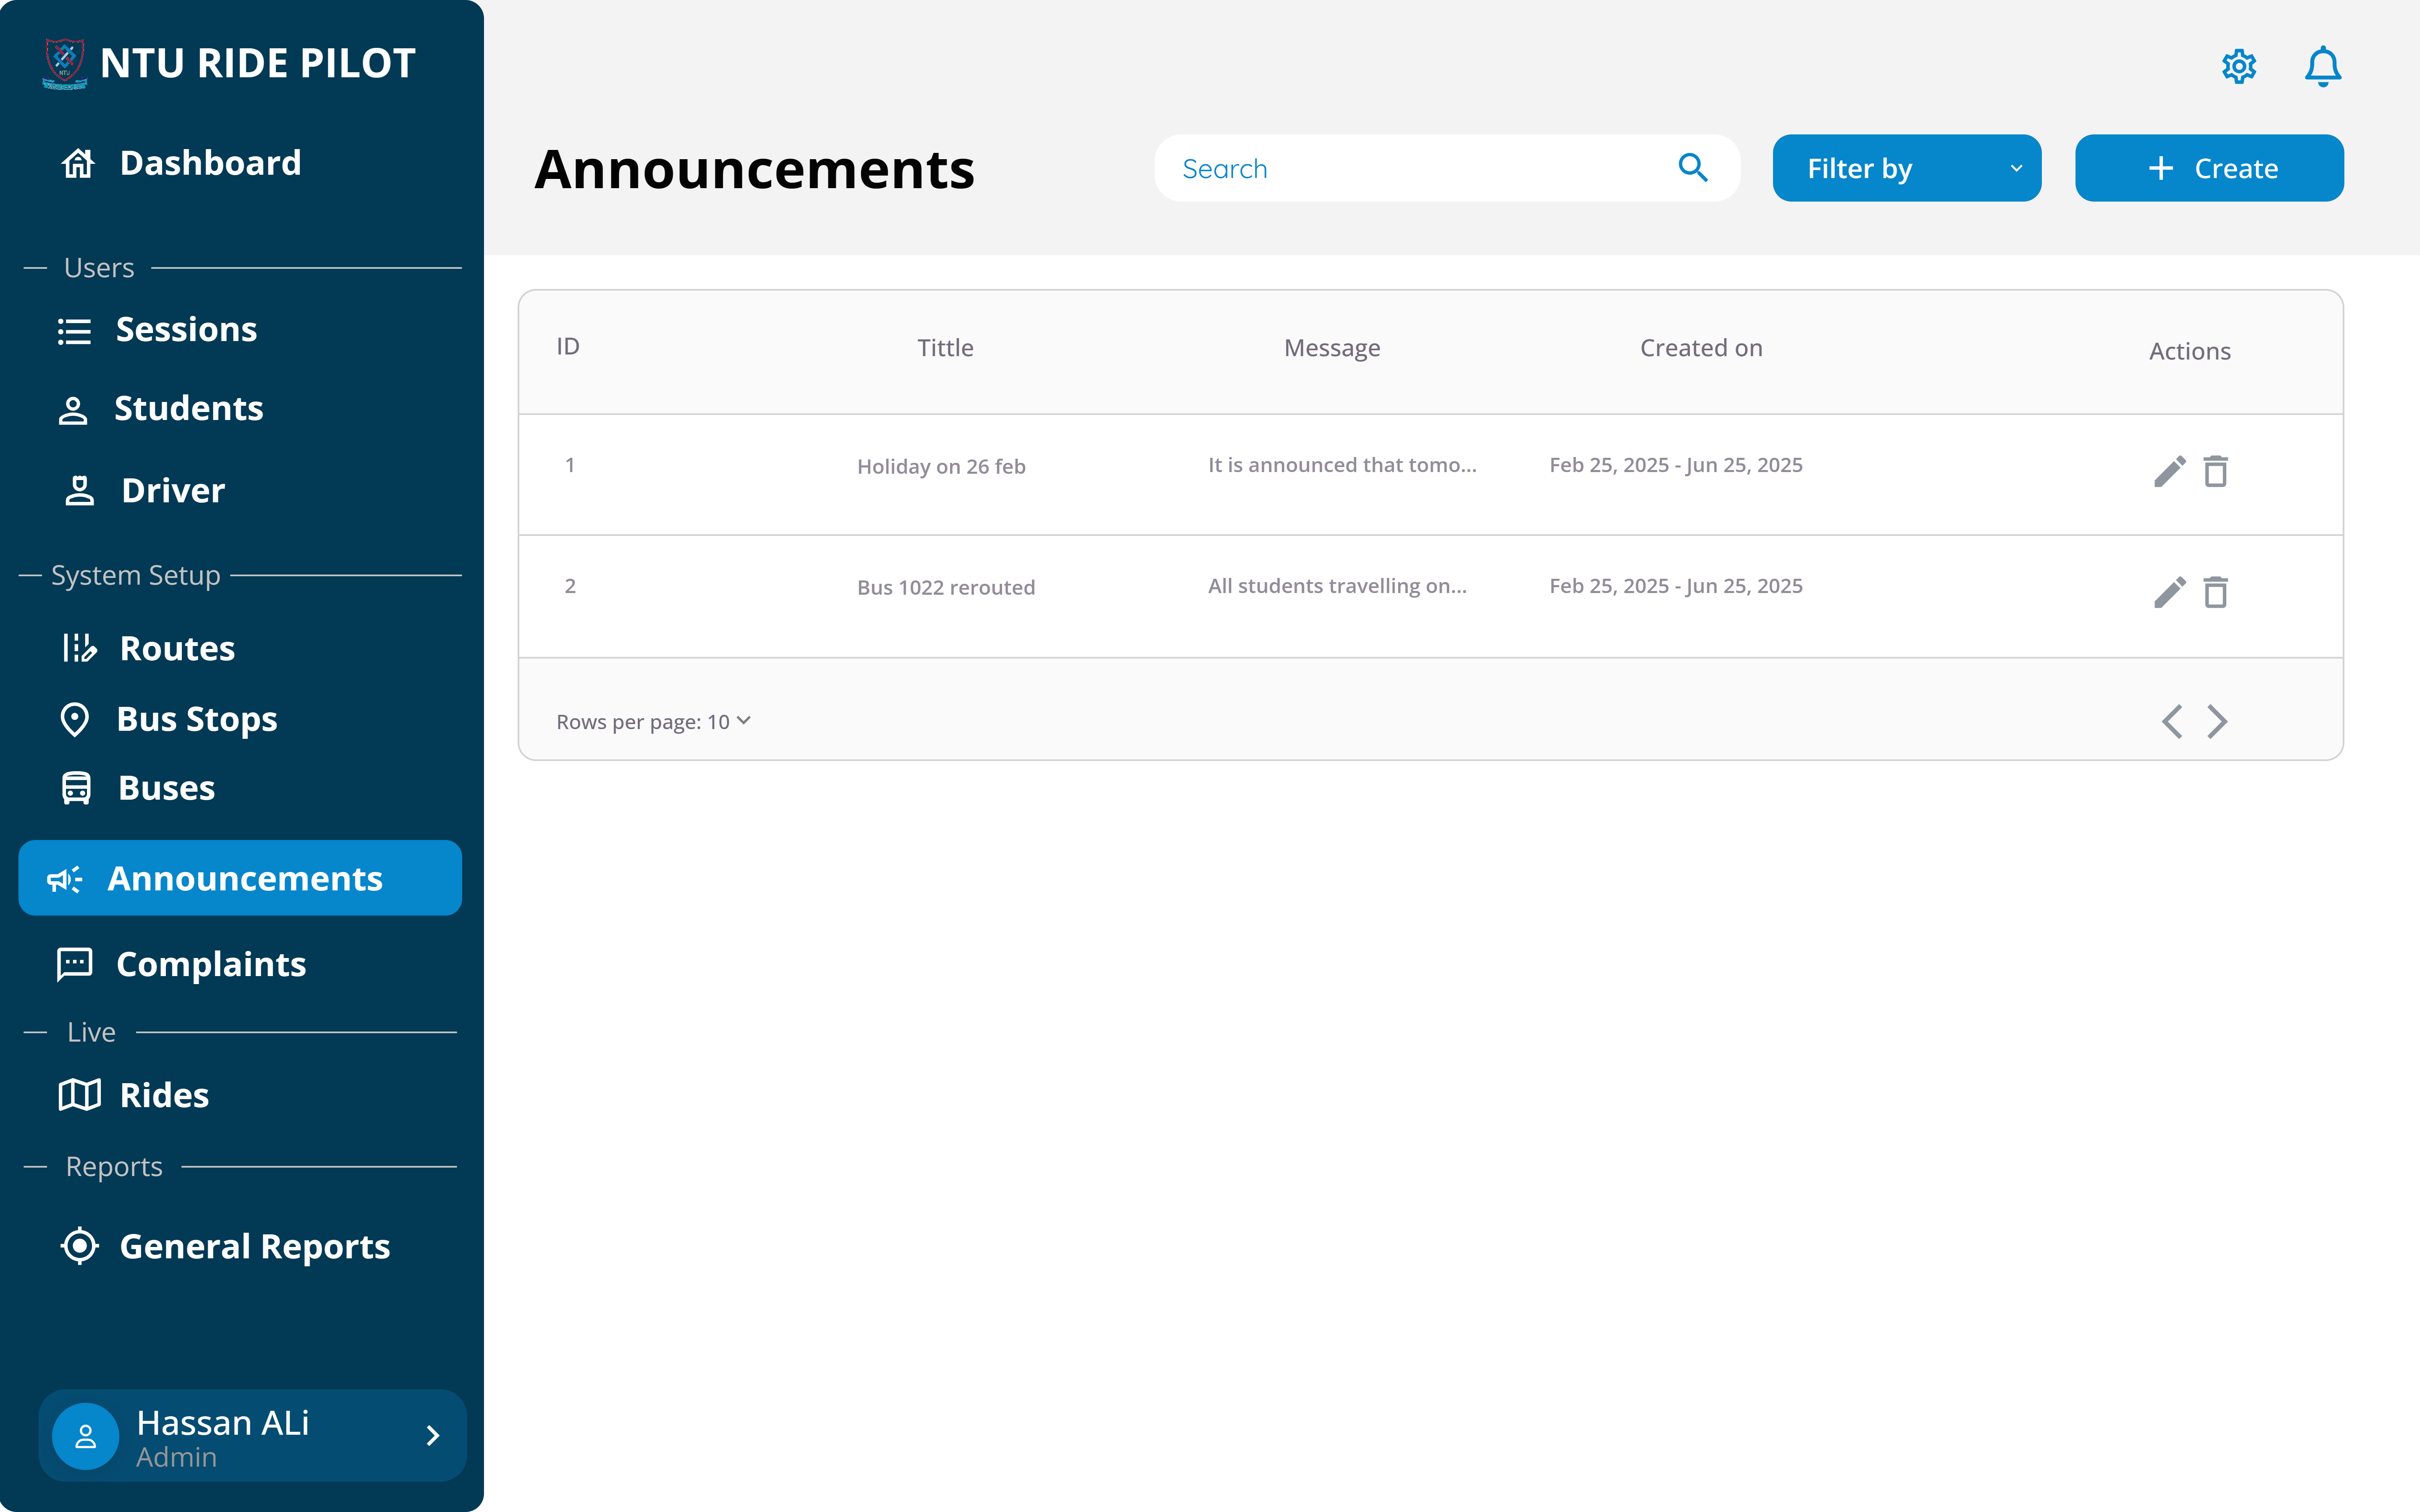 NTU RIDE PILOT
Dashboard
Users
Sessions
Students
Driver
System Setup
Routes
Bus Stops
Buses
Announcements
Complaints
Live
Rides
Reports
General Reports
Hassan ALi
Admin
Announcements
Search
Filter by
Create
ID Tittle Message Created on Actions
1 Holiday on 26 feb It is announced that tomo... Feb 25, 2025 - Jun 25, 2025
2 Bus 1022 rerouted All students travelling on... Feb 25, 2025 - Jun 25, 2025
Rows per page: 10